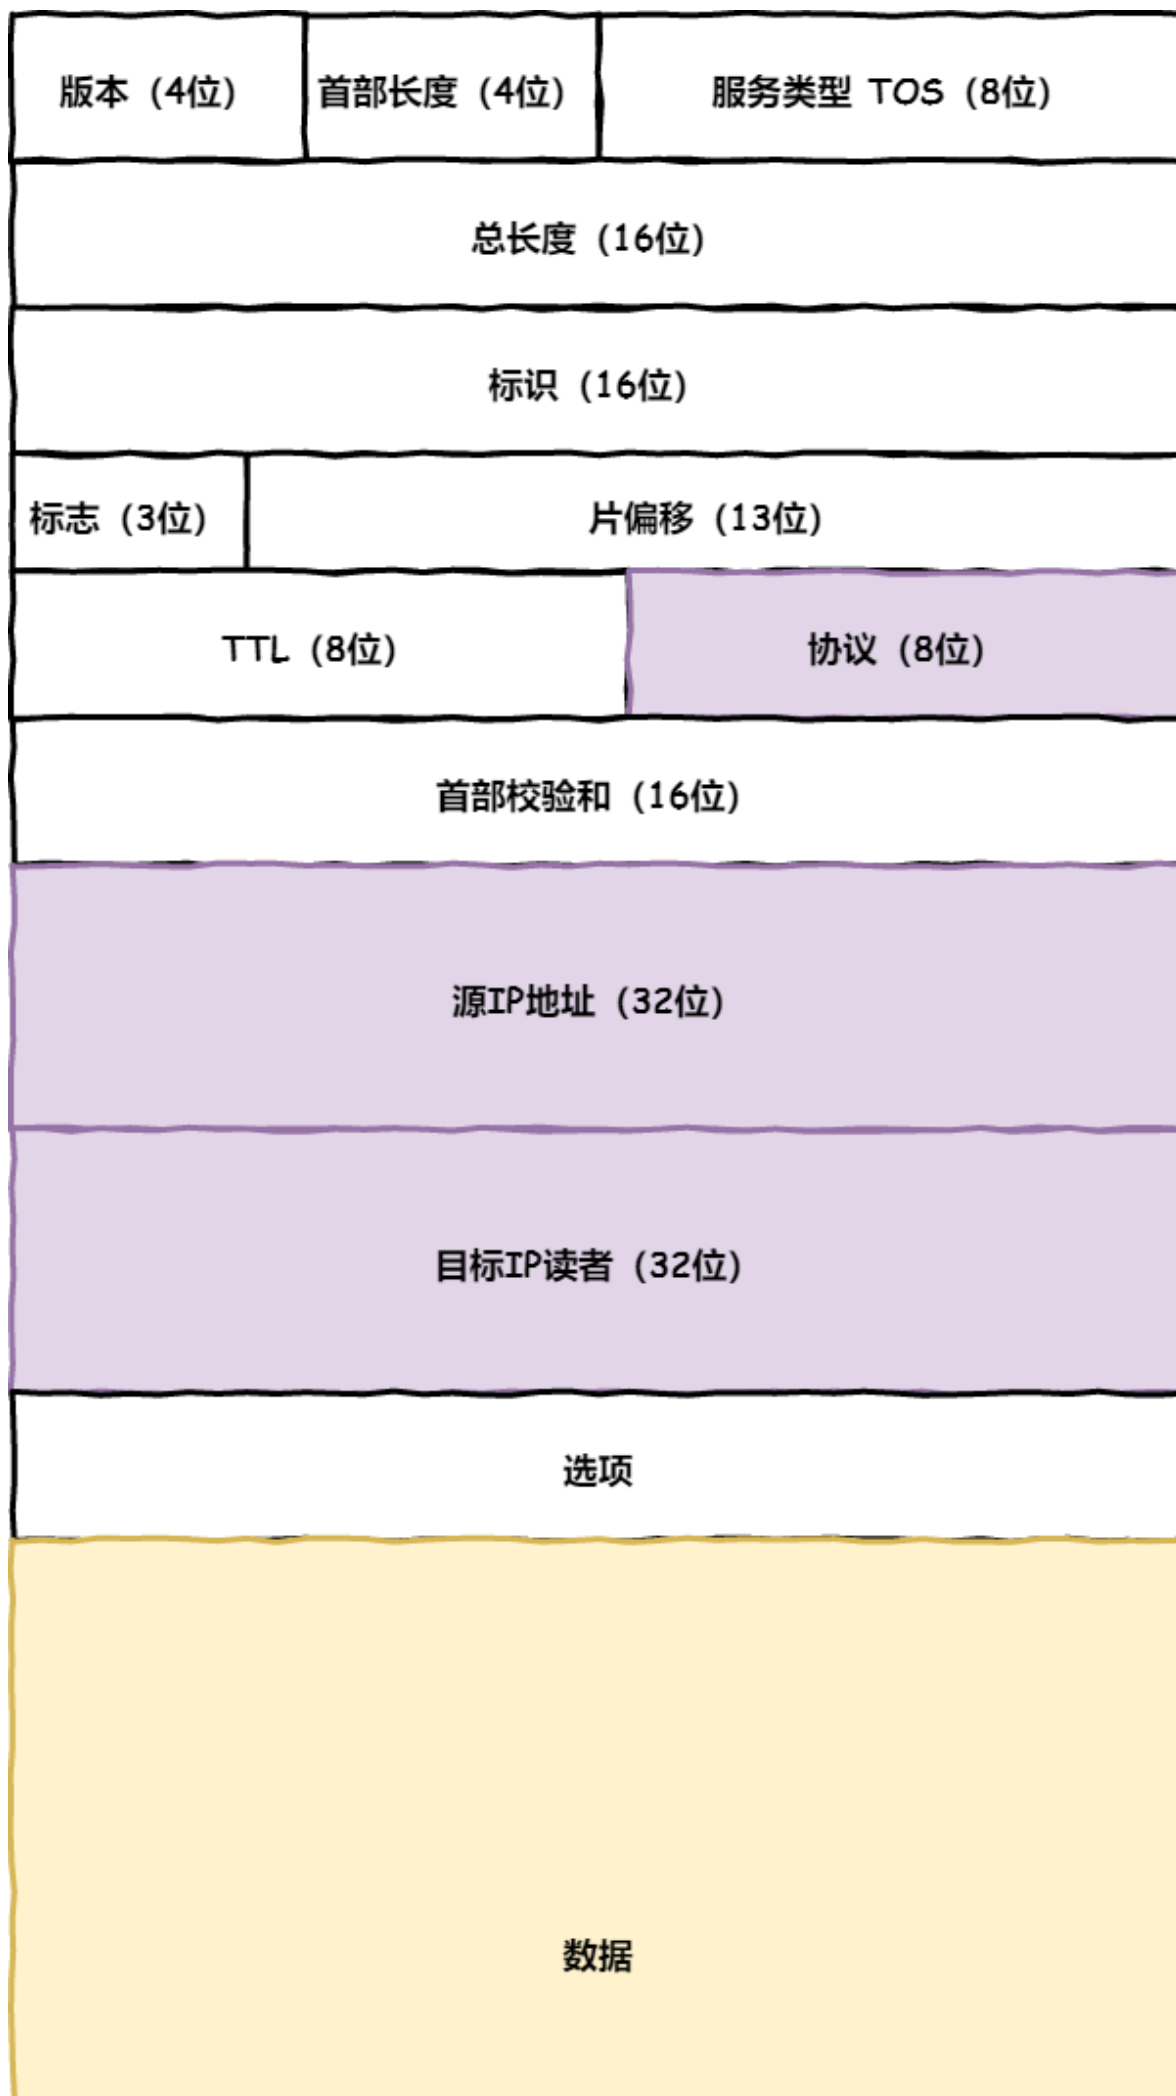 版本（4位）
首部长度（4位）
服务类型 TOS（8位）
总长度（16位）
标识（16位）
标志（3位）
片偏移（13位）
TTL（8位）
协议（8位）
首部校验和（16位）
源IP地址（32位）
目标IP读者（32位）
选项
数据